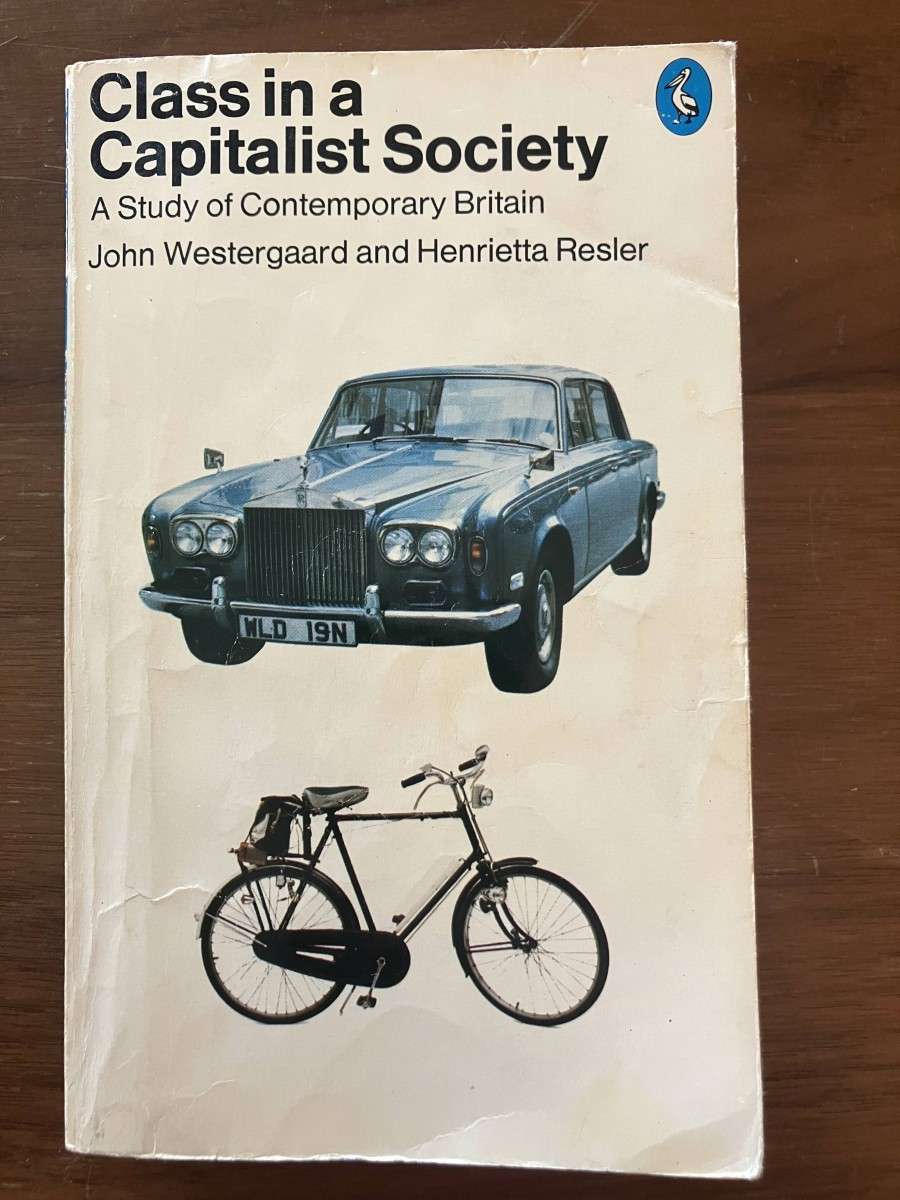 Class in a
Capitalist Society
A Study of Contemporary Britain
John Westergaard and Henrietta Resler
WLD 19N